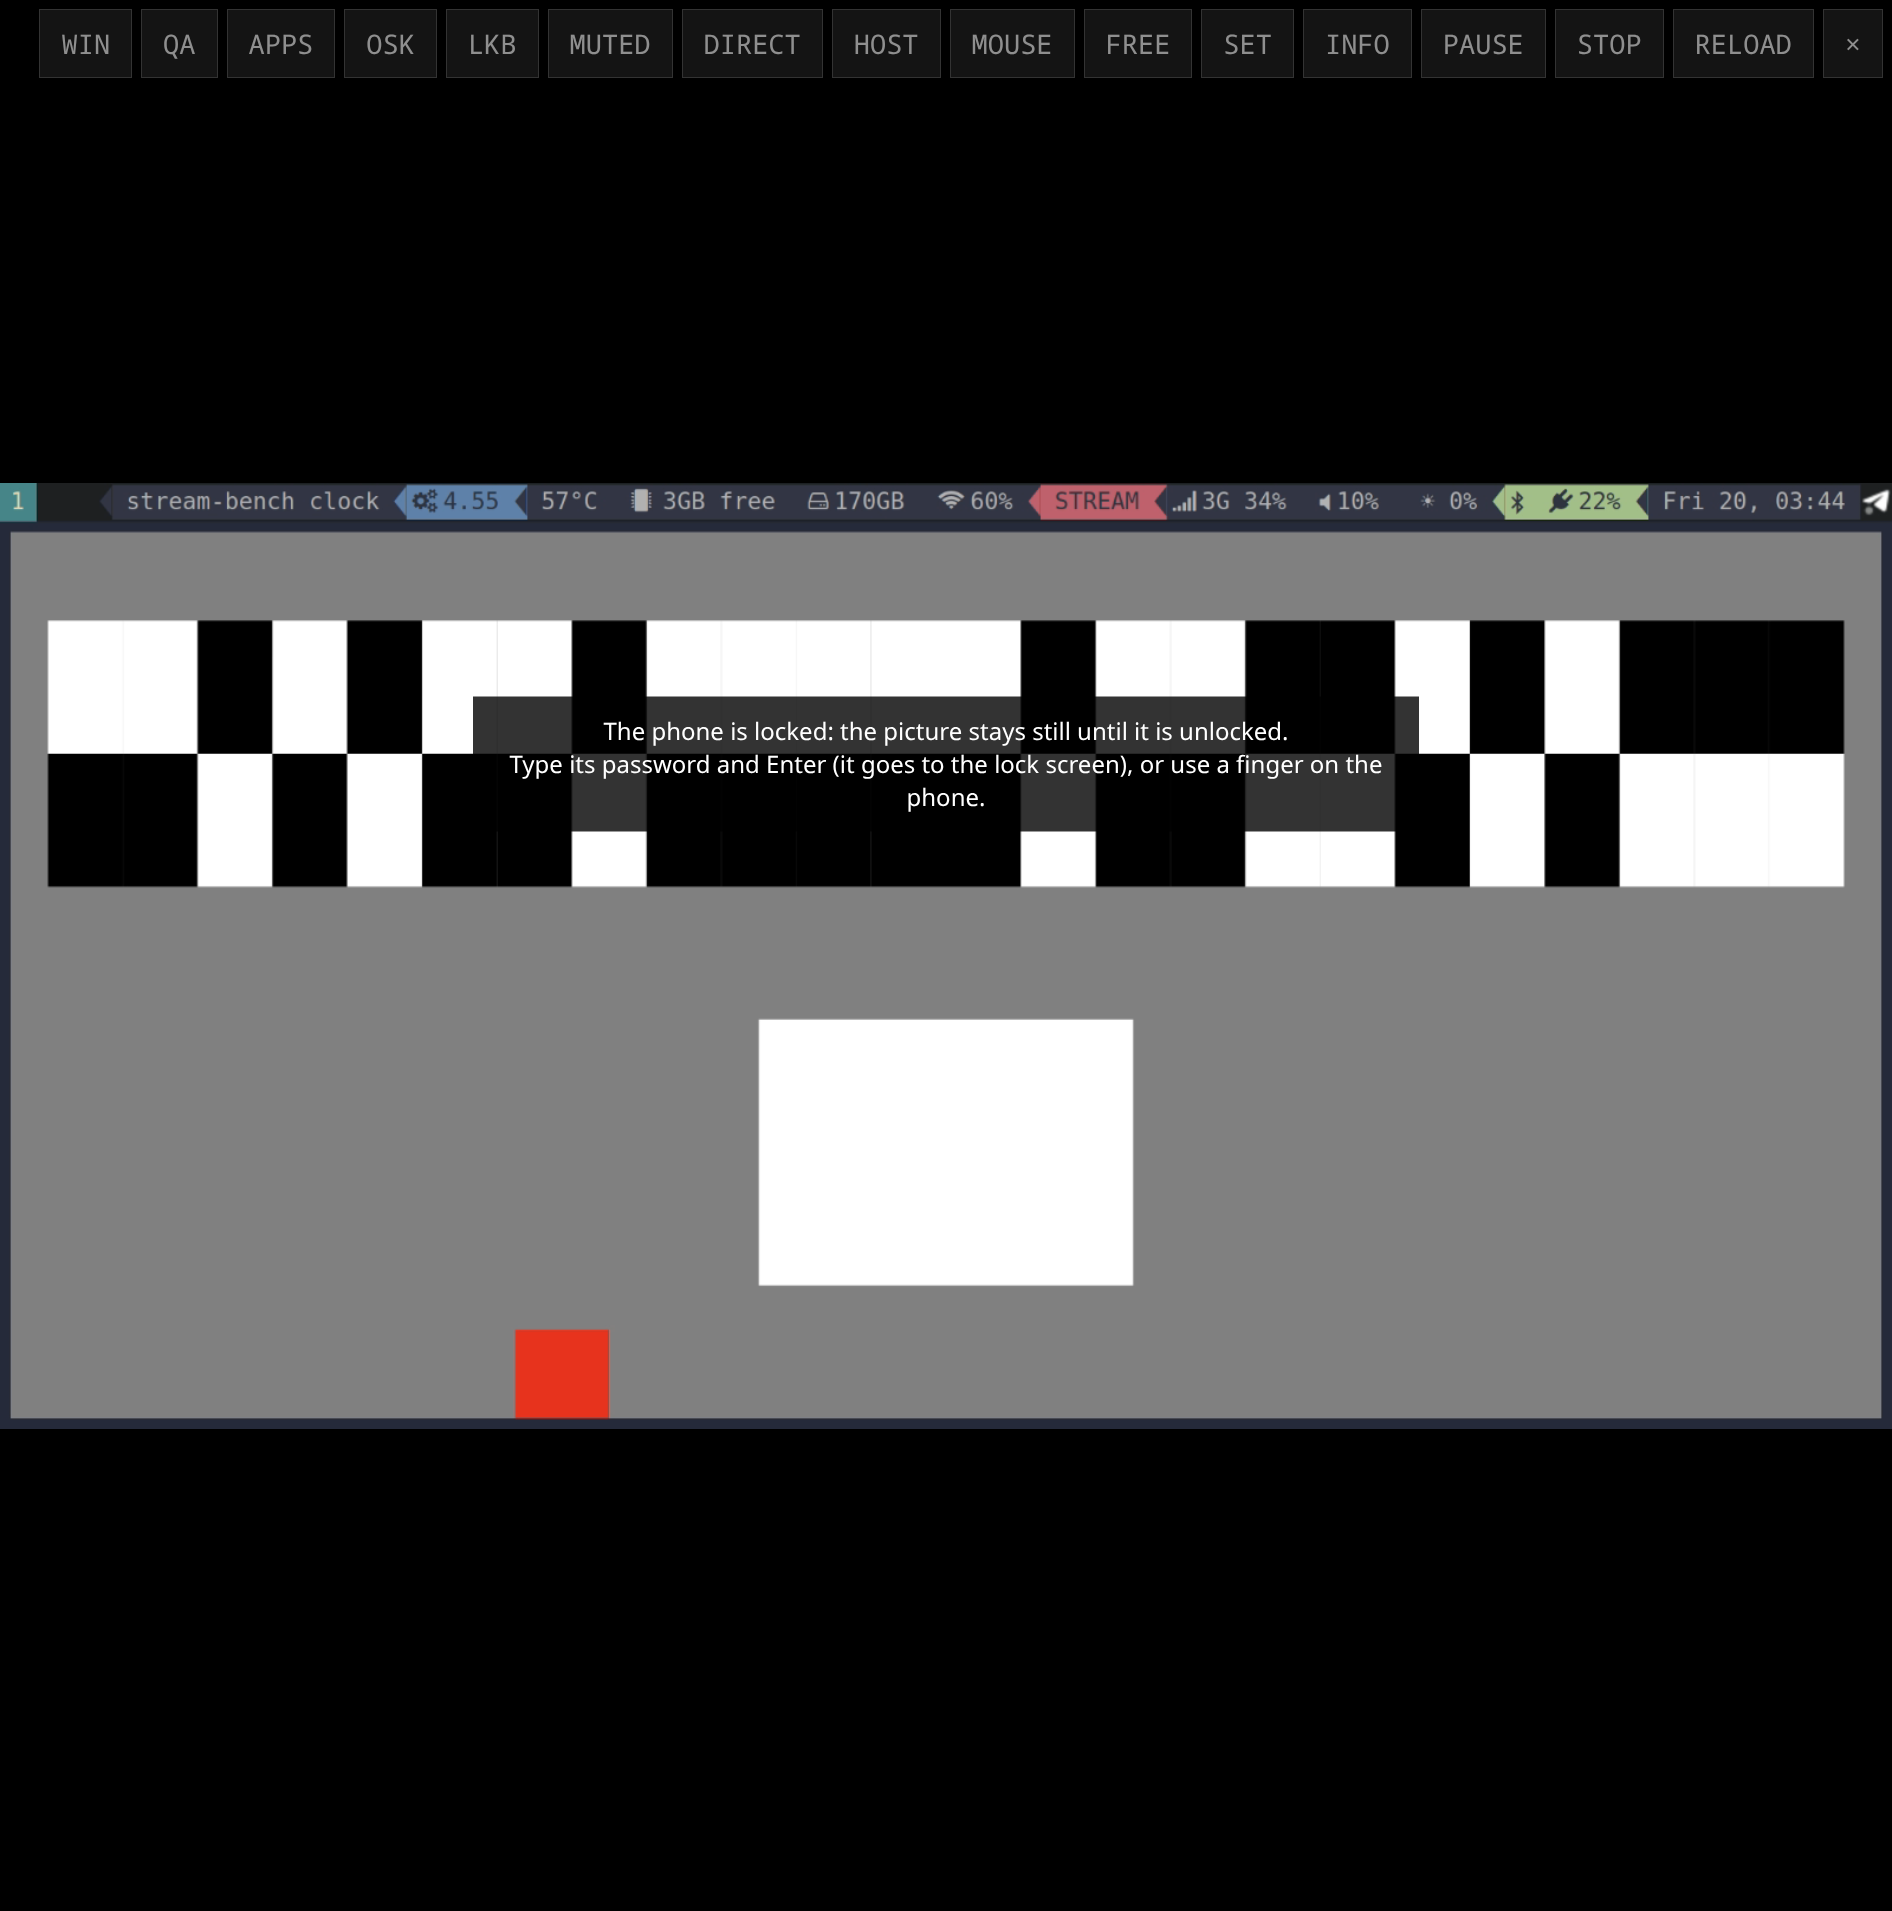 WIN QA APPS OSK LKB MUTED DIRECT HOST MOUSE FREE SET INFO PAUSE STOP RELOAD ×
1 stream-bench clock 4.55 57°C 3GB free 170GB 60% STREAM 3G 34% 10% 0% 22% Fri 20, 03:44
The phone is locked: the picture stays still until it is unlocked.
Type its password and Enter (it goes to the lock screen), or use a finger on the
phone.